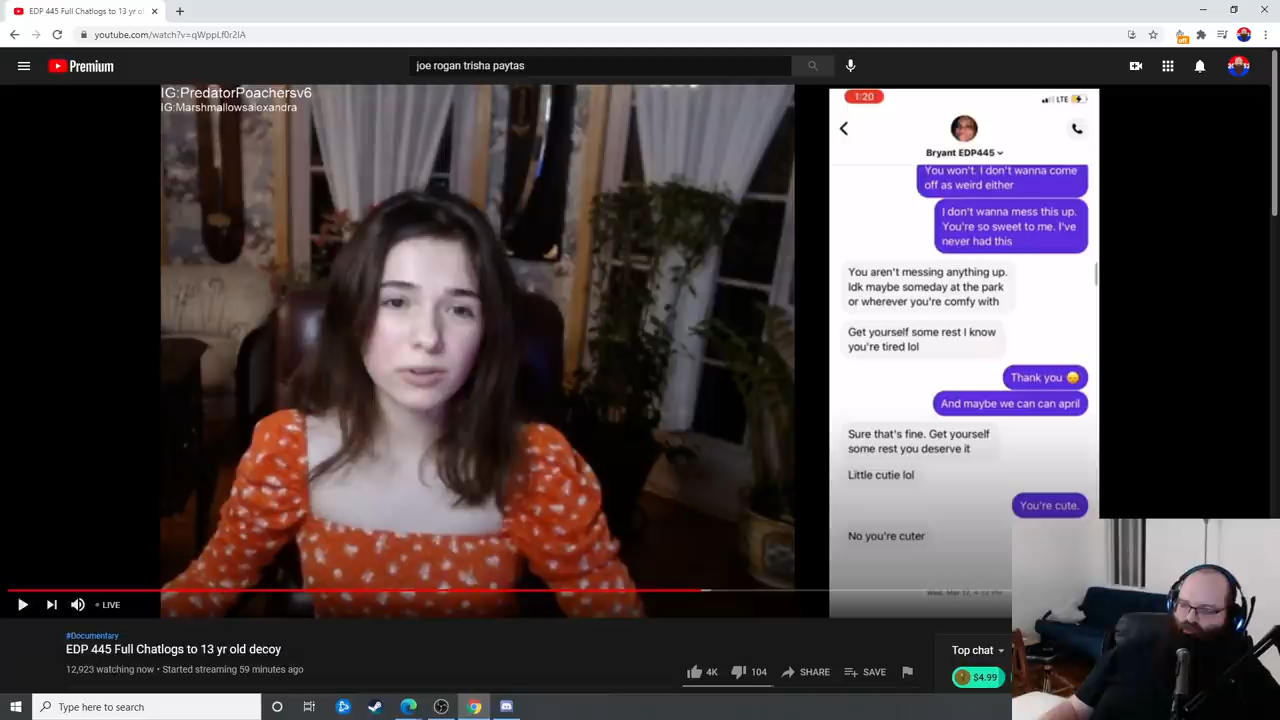 EDP 445 Full Chatlogs to 13 yr ol
youtube.com/watch?v=qWppLf0r2IA
off
Premium
joe rogan trisha paytas
IG:PredatorPoachersv6
IG:Marshmallowsalexandra
1:20
LTE
Bryant EDP445
You won't. I don't wanna come
off as weird either
I don't wanna mess this up.
You're so sweet to me. I've
never had this
You aren't messing anything up.
Idk maybe someday at the park
or wherever you're comfy with
Get yourself some rest I know
you're tired lol
Thank you
And maybe we can can april
Sure that's fine. Get yourself
some rest you deserve it
Little cutie lol
You're cute.
No you're cuter
LIVE
#Documentary
EDP 445 Full Chatlogs to 13 yr old decoy
12,923 watching now • Started streaming 59 minutes ago
4K
104
SHARE
SAVE
Top chat
$4.99
Type here to search